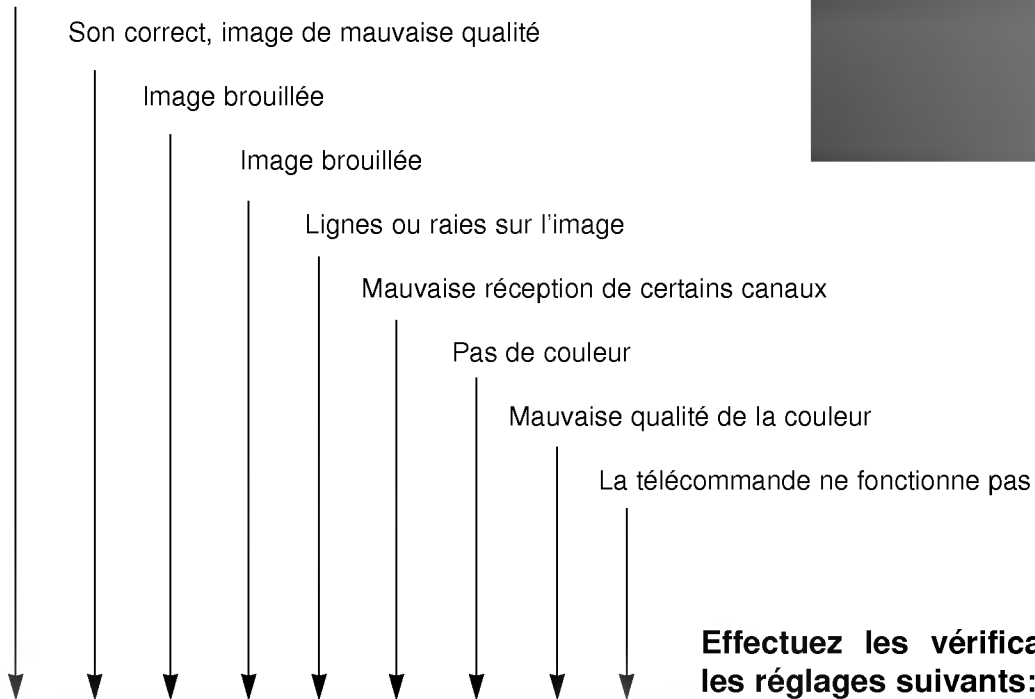 Son correct, image de mauvaise qualité
Image brouillée
Image brouillée
Lignes ou raies sur l'image
Mauvaise réception de certains canaux
Pas de couleur
Mauvaise qualité de la couleur
La télécommande ne fonctionne pas
Effectuez les
les réglages suivants: